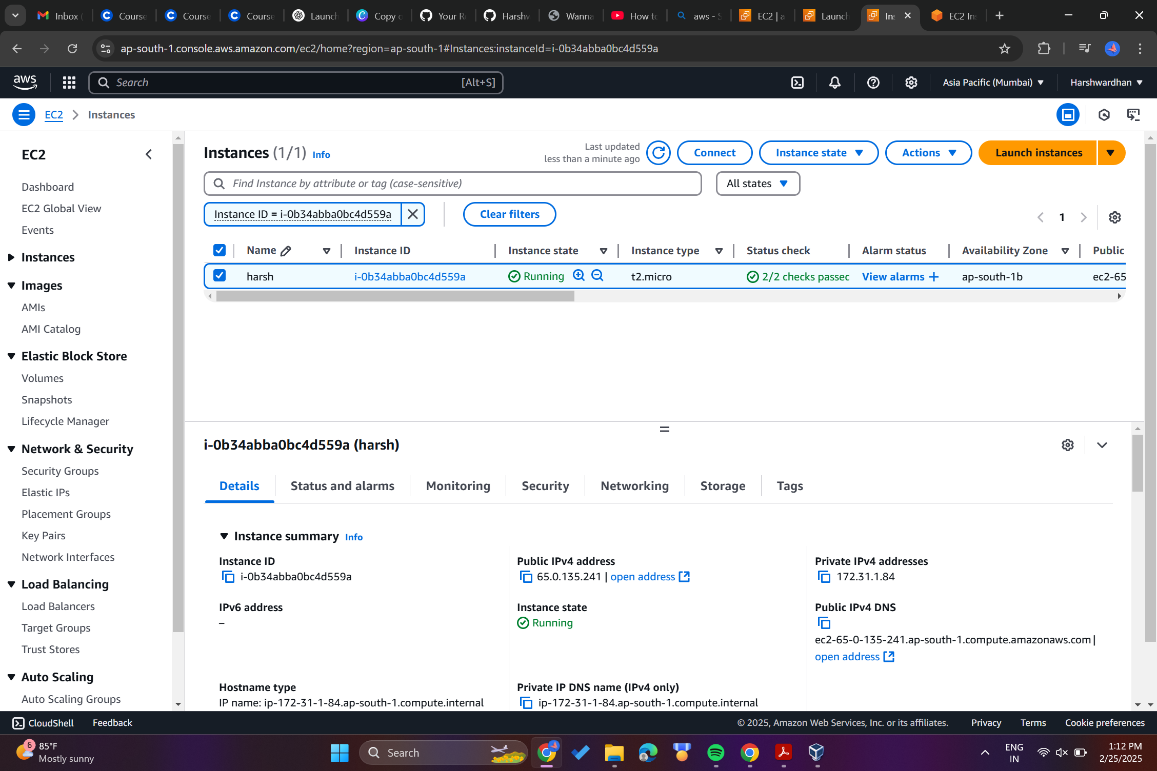 Gmail
Course
Course
Course
Launch
Copy o
Your R
Harshw
Wanna
How to
aws - S
EC2 | a
Launch
Ins
EC2 Ins
ap-south-1.console.aws.amazon.com/ec2/home?region=ap-south-1#Instances:instanceId=i-0b34abba0bc4d559a
aws
Search [Alt+S]
Asia Pacific (Mumbai)
Harshwardhan
EC2
Instances
EC2
Dashboard
EC2 Global View
Events
Instances
Images
AMIs
AMI Catalog
Elastic Block Store
Volumes
Snapshots
Lifecycle Manager
Network & Security
Security Groups
Elastic IPs
Placement Groups
Key Pairs
Network Interfaces
Load Balancing
Load Balancers
Target Groups
Trust Stores
Auto Scaling
Auto Scaling Groups
Instances (1/1) Info
Last updated
less than a minute ago
Connect
Instance state
Actions
Launch instances
Find Instance by attribute or tag (case-sensitive)
All states
Instance ID = i-0b34abba0bc4d559a
Clear filters
1
Name Instance ID Instance state Instance type Status check Alarm status Availability Zone Public
harsh i-0b34abba0bc4d559a Running t2.micro 2/2 checks passec View alarms + ap-south-1b ec2-65
i-0b34abba0bc4d559a (harsh)
Details
Status and alarms
Monitoring
Security
Networking
Storage
Tags
Instance summary Info
Instance ID
i-0b34abba0bc4d559a
Public IPv4 address
65.0.135.241 | open address
Private IPv4 addresses
172.31.1.84
IPv6 address
–
Instance state
Running
Public IPv4 DNS
ec2-65-0-135-241.ap-south-1.compute.amazonaws.com |
open address
Hostname type
IP name: ip-172-31-1-84.ap-south-1.compute.internal
Private IP DNS name (IPv4 only)
ip-172-31-1-84.ap-south-1.compute.internal
CloudShell
Feedback
© 2025, Amazon Web Services, Inc. or its affiliates.
Privacy
Terms
Cookie preferences
6
85°F
Mostly sunny
Search
ENG
IN
1:12 PM
2/25/2025